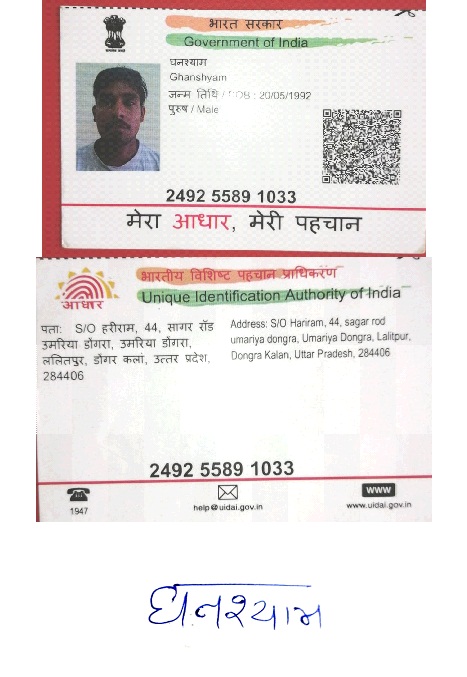 भारत सरकार
Government of India
घनश्याम
Ghanshyam
जन्म तिथि / DOB : 20/05/1992
पुरुष / Male
2492 5589 1033
मेरा आधार, मेरी पहचान
भारतीय विशिष्ट पहचान प्राधिकरण
Unique Identification Authority of India
आधार
पता: S/O हरीराम, 44, सागर रॉड
उमरिया डोंगरा, उमरिया डोंगरा,
ललितपुर, डोंगर कलां, उत्तर प्रदेश,
284406
Address: S/O Hariram, 44, sagar rod
umariya dongra, Umariya Dongra, Lalitpur,
Dongra Kalan, Uttar Pradesh, 284406
2492 5589 1033
1947
help@uidai.gov.in
www
www.uidai.gov.in
घनश्याम